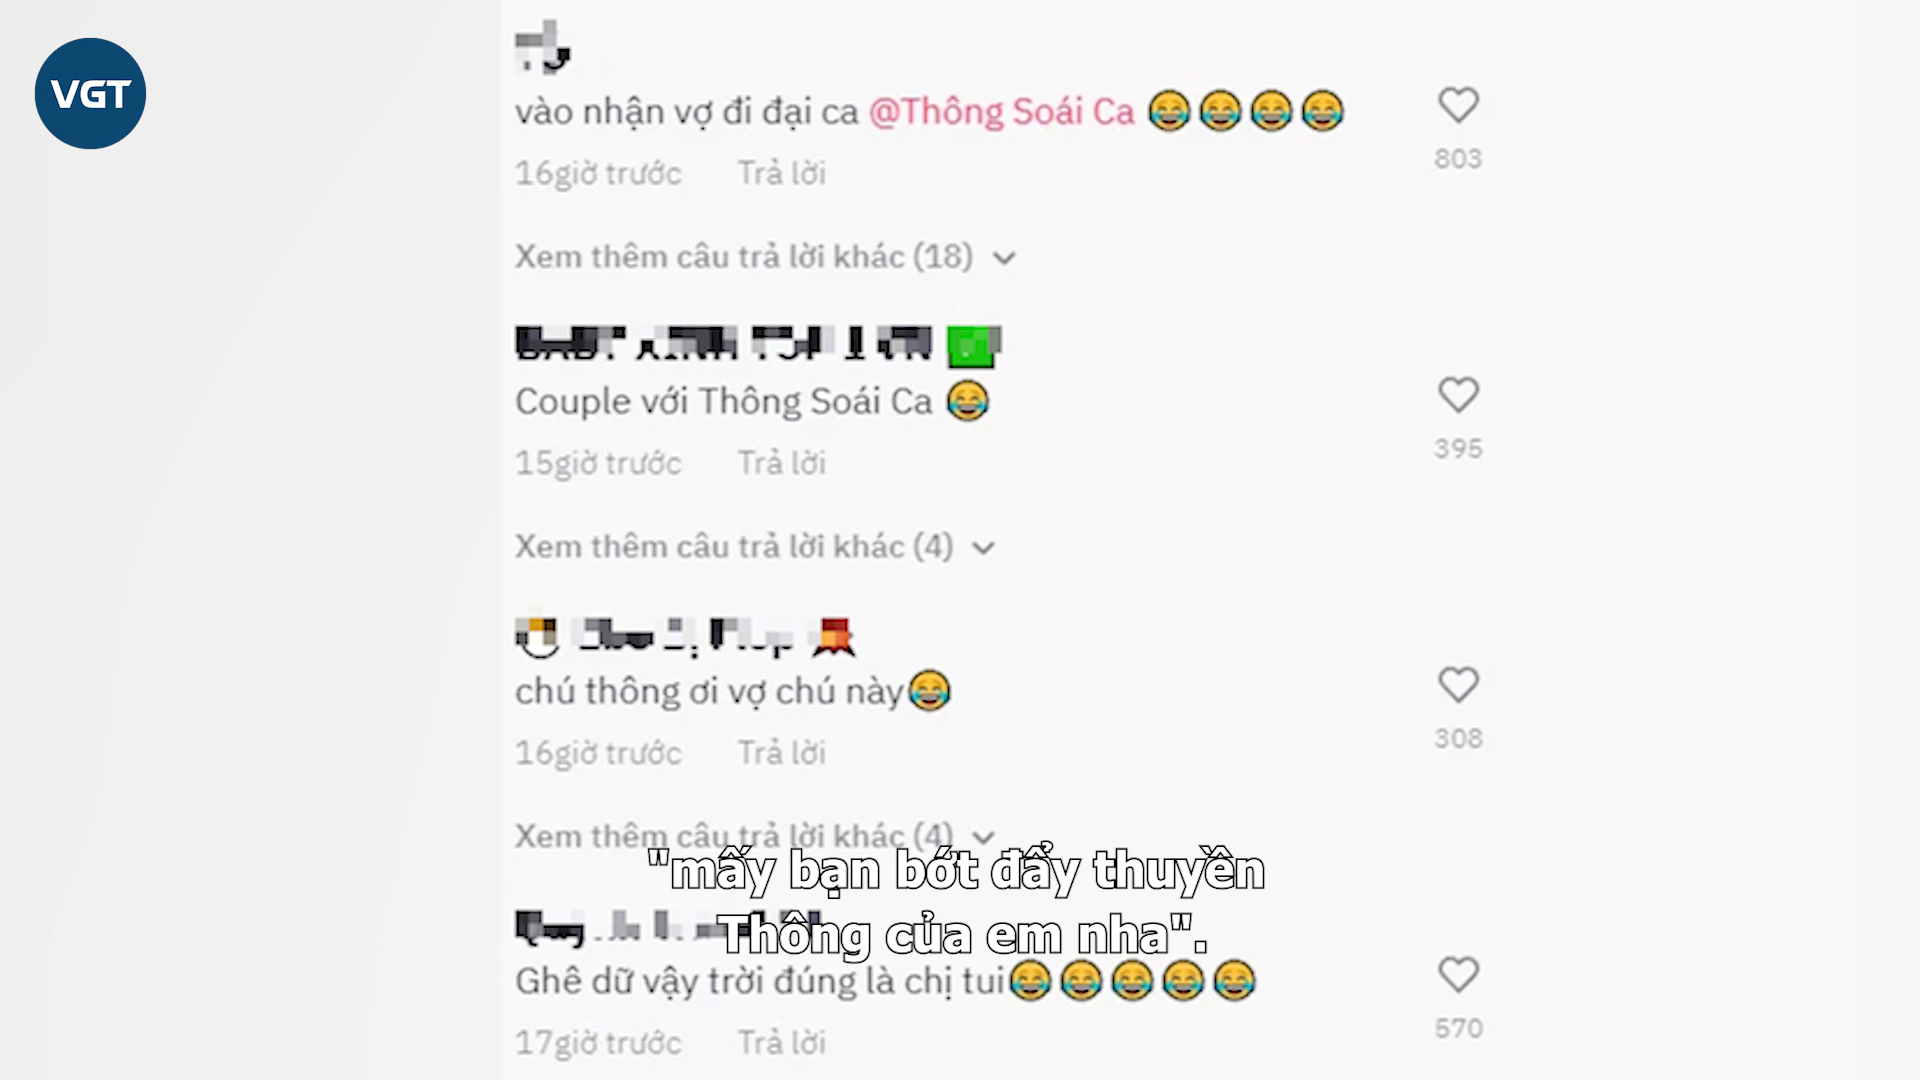 VGT
vào nhận vợ đi đại ca @Thông Soái Ca 😂😂😂😂
803
16giờ trước Trả lời
Xem thêm câu trả lời khác (18)
Couple với Thông Soái Ca 😂
395
15giờ trước Trả lời
Xem thêm câu trả lời khác (4)
chú thông ơi vợ chú này😂
308
16giờ trước Trả lời
Xem thêm câu trả lời khác (4)
"mấy bạn bớt đẩy thuyền
Thông của em nha".
Ghê dữ vậy trời đúng là chị tui😂😂😂😂😂
570
17giờ trước Trả lời